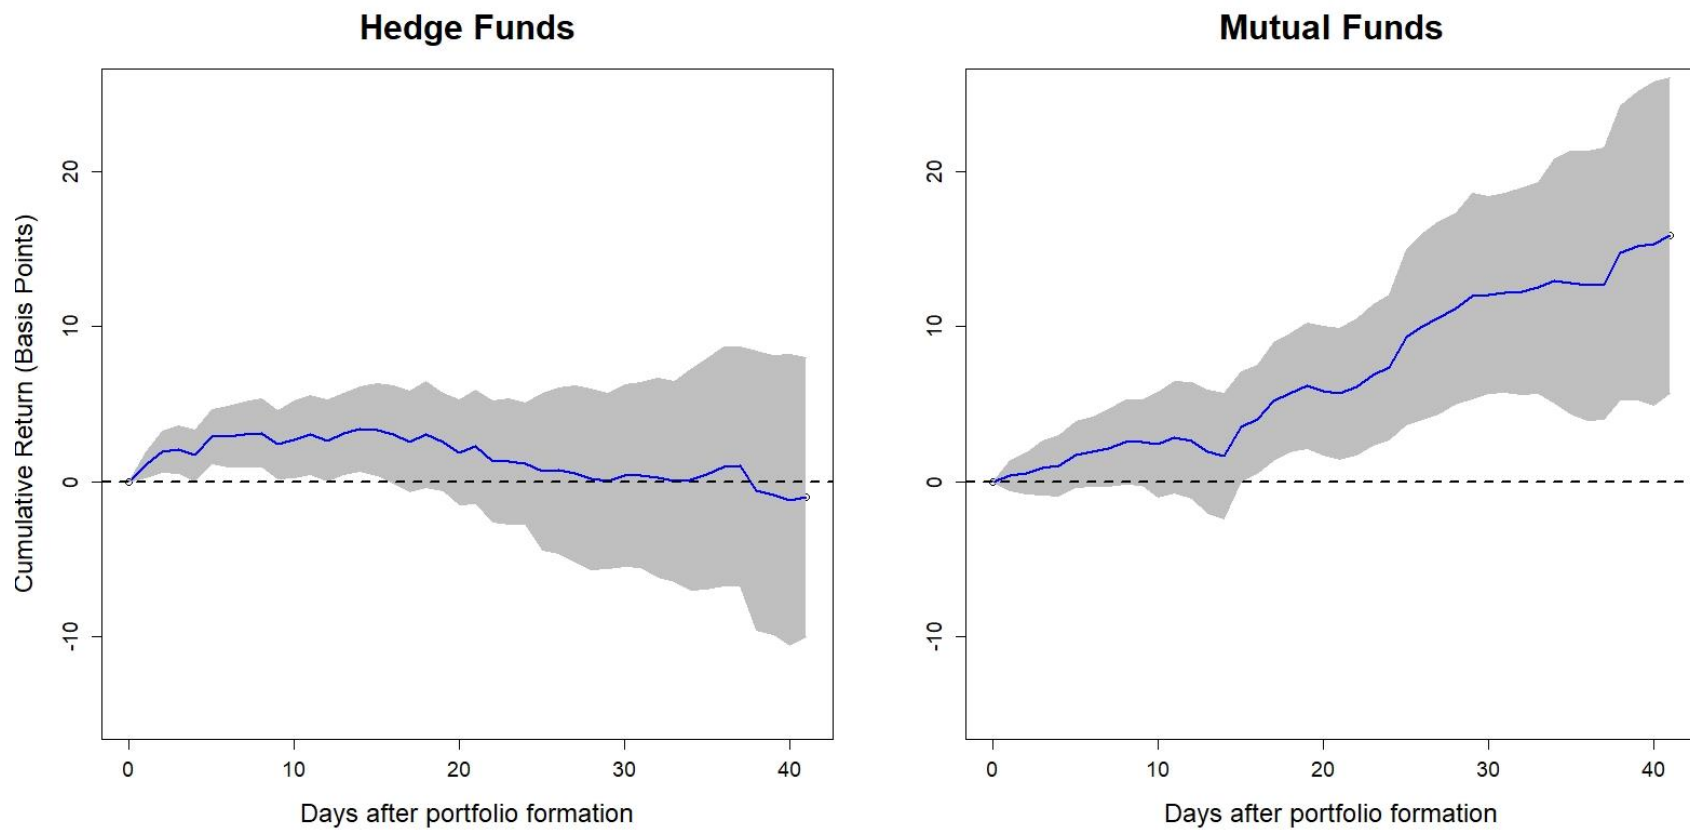 Hedge Funds
Cumulative Return (Basis Points)
20
10
0
-10
0 10 20 30 40
Days after portfolio formation
Mutual Funds
20
10
0
-10
0 10 20 30 40
Days after portfolio formation